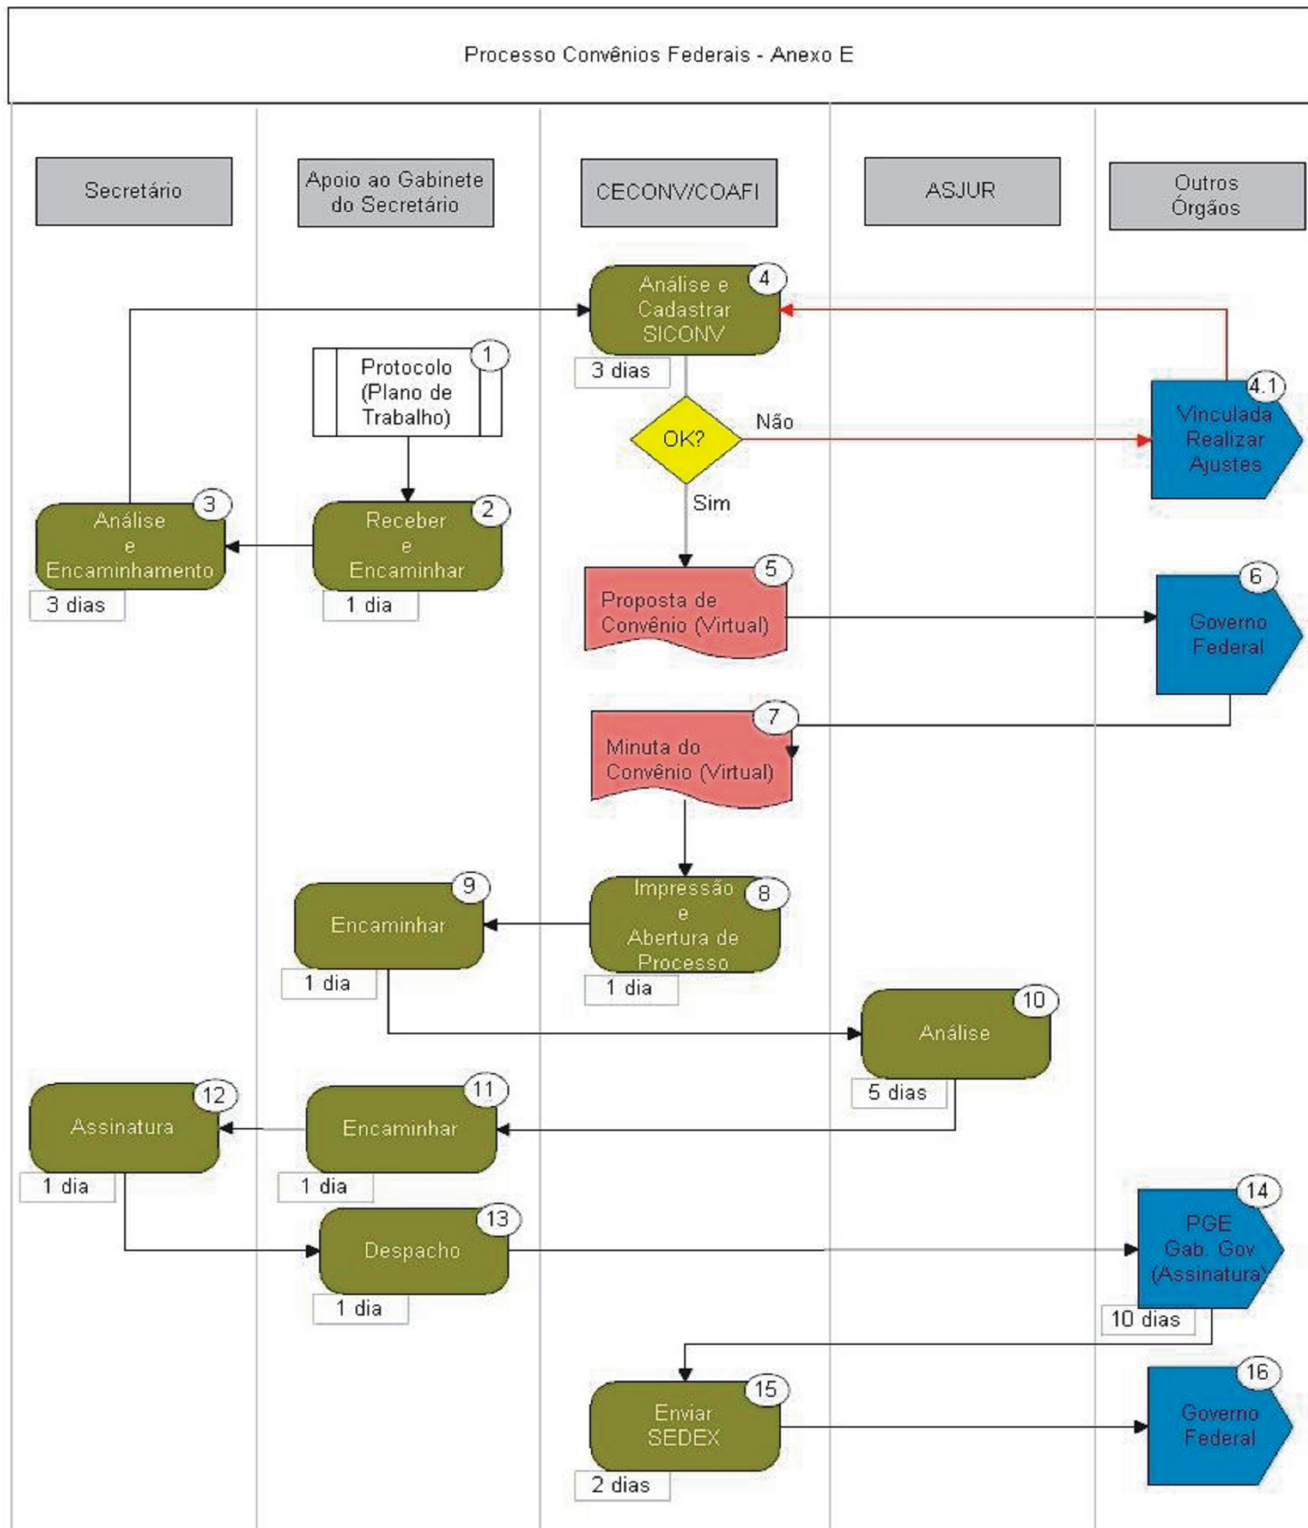 Processo Convênios Federais - Anexo E
Secretário
Apoio ao Gabinete
do Secretário
CECONV/COAFI
ASJUR
Outros
Órgãos
1
Protocolo
(Plano de
Trabalho)
2
Receber
e
Encaminhar
1 dia
3
Análise
e
Encaminhamento
3 dias
4
Análise e
Cadastrar
SICONV
3 dias
OK?
Não
Sim
4.1
Vinculada
Realizar
Ajustes
5
Proposta de
Convênio (Virtual)
6
Governo
Federal
7
Minuta do
Convênio (Virtual)
8
Impressão
e
Abertura de
Processo
1 dia
9
Encaminhar
1 dia
10
Análise
5 dias
11
Encaminhar
1 dia
12
Assinatura
1 dia
13
Despacho
1 dia
14
PGE
Gab. Gov
(Assinatura)
10 dias
15
Enviar
SEDEX
2 dias
16
Governo
Federal